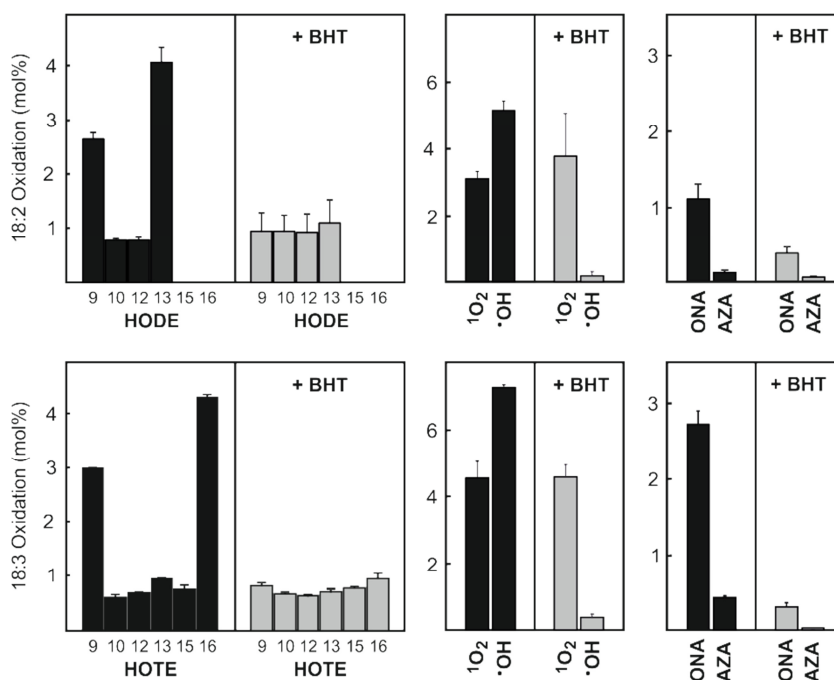 + BHT
+ BHT
+ BHT
18:2 Oxidation (mol%)
4
3
2
1
6
4
2
3
2
1
9 10 12 13 15 16
9 10 12 13 15 16
HODE
HODE
¹O₂
•OH
¹O₂
•OH
ONA
AZA
ONA
AZA
+ BHT
+ BHT
+ BHT
18:3 Oxidation (mol%)
4
3
2
1
6
4
2
3
2
1
9 10 12 13 15 16
9 10 12 13 15 16
HOTE
HOTE
¹O₂
•OH
¹O₂
•OH
ONA
AZA
ONA
AZA